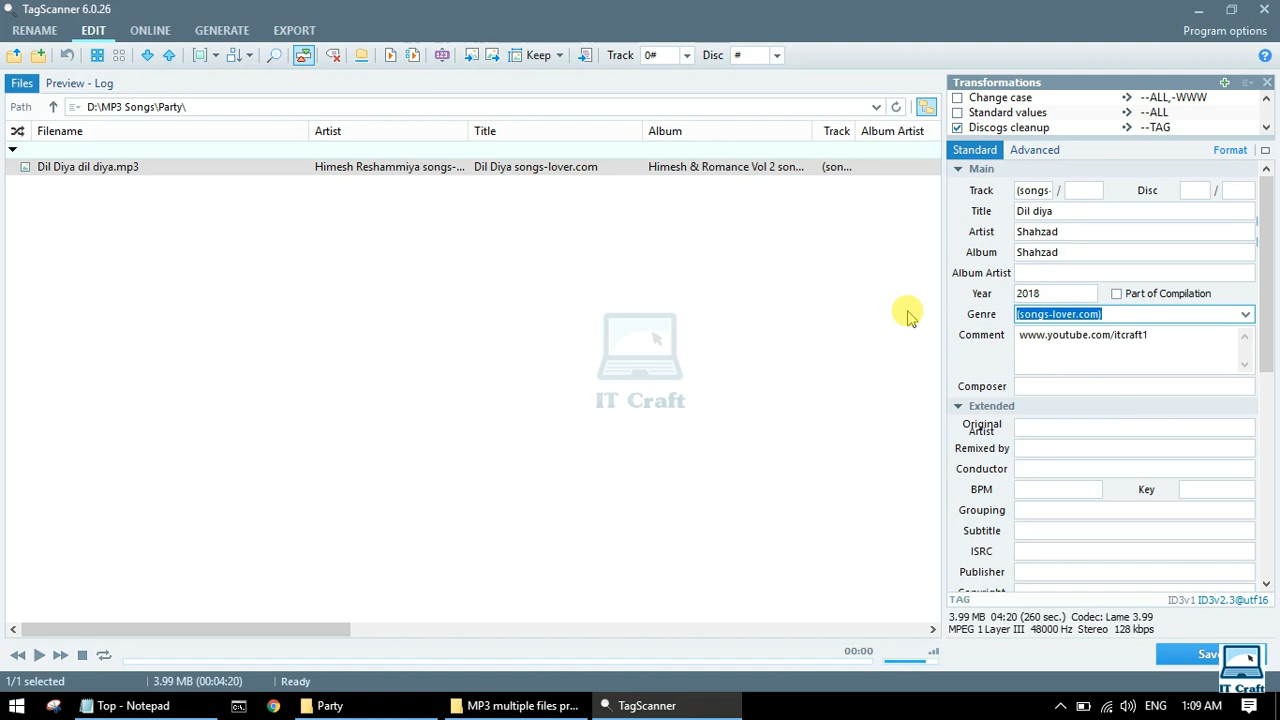 TagScanner 6.0.26
RENAME EDIT ONLINE GENERATE EXPORT Program options
Keep Track 0# Disc #
Files Preview - Log
Path D:\MP3 Songs\Party\
Filename Artist Title Album Track Album Artist
Dil Diya dil diya.mp3 Himesh Reshammiya songs-... Dil Diya songs-lover.com Himesh & Romance Vol 2 son... (son...
IT Craft
Transformations
Change case --ALL,-WWW
Standard values --ALL
Discogs cleanup --TAG
Standard Advanced Format
Main
Track (songs- / Disc /
Title Dil diya
Artist Shahzad
Album Shahzad
Album Artist
Year 2018 Part of Compilation
Genre (songs-lover.com)
Comment www.youtube.com/itcraft1
Composer
Extended
Original
Artist
Remixed by
Conductor
BPM Key
Grouping
Subtitle
ISRC
Publisher
TAG ID3v1 ID3v2.3@utf16
3.99 MB 04:20 (260 sec.) Codec: Lame 3.99
MPEG 1 Layer III 48000 Hz Stereo 128 kbps
00:00
Save
IT Craft
1/1 selected 3.99 MB (00:04:20) Ready
Top - Notepad Party MP3 multiple files pr... TagScanner 1:09 AM